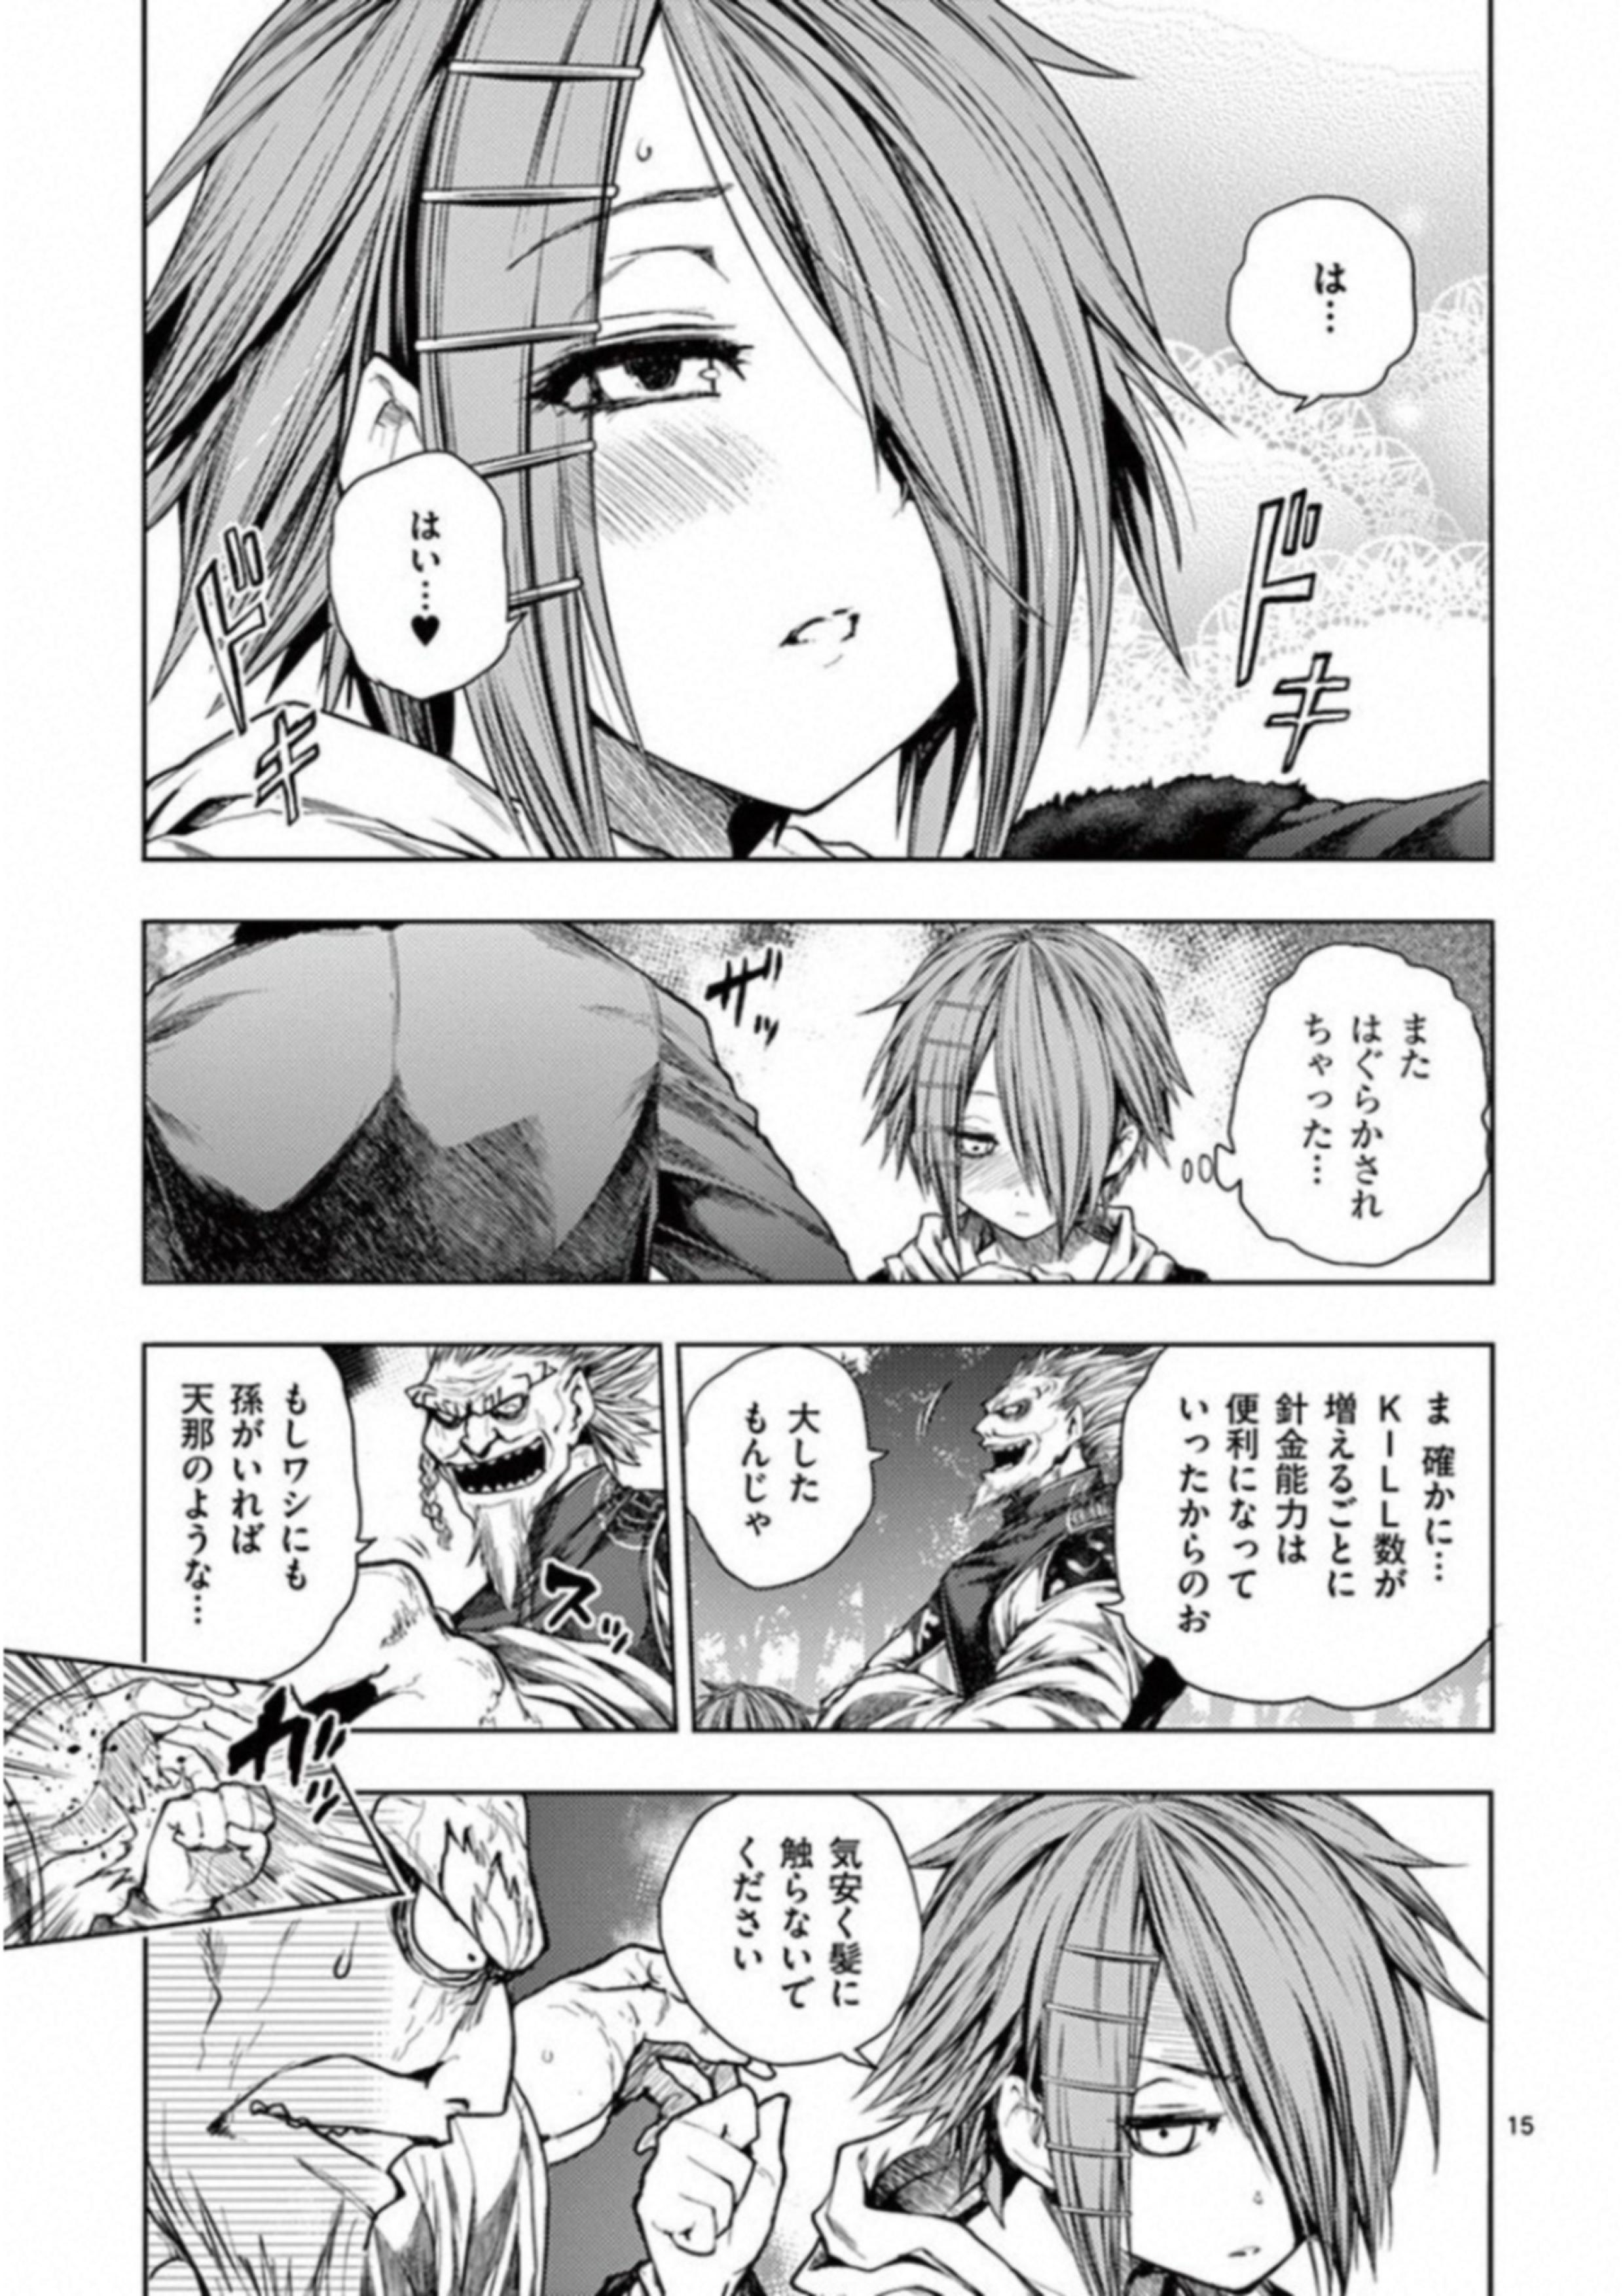 は…
ドキ
はい…♥
ドキ
また
はぐらかされ
ちゃった…
ザッ
ま 確かに…
KILL数が
増えるごとに
針金能力は
便利になって
いったからのお
大した
もんじゃ
もしワシにも
孫がいれば
天那のような…
スッ
ガッ
気安く髪に
触らないで
ください
15